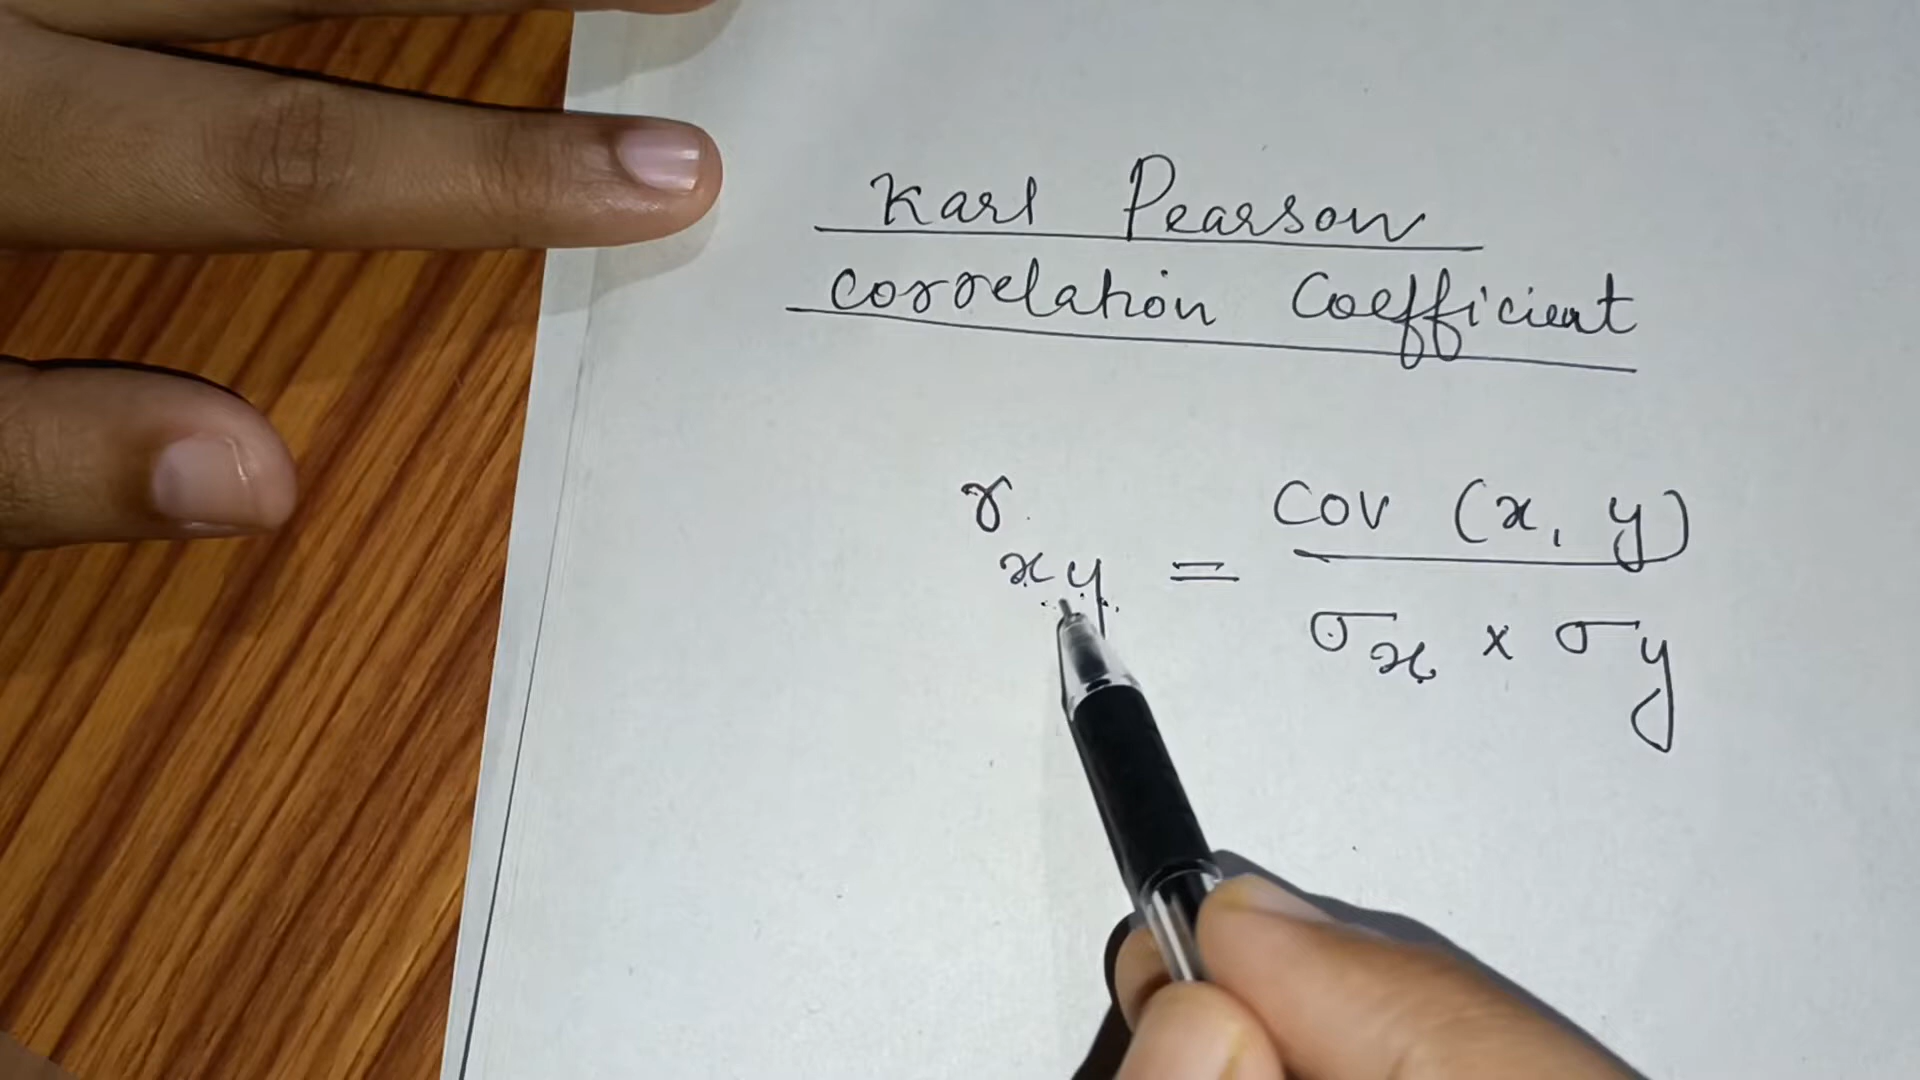 Karl Pearson
correlation Coefficient
r xy = cov (x, y)
σx × σy